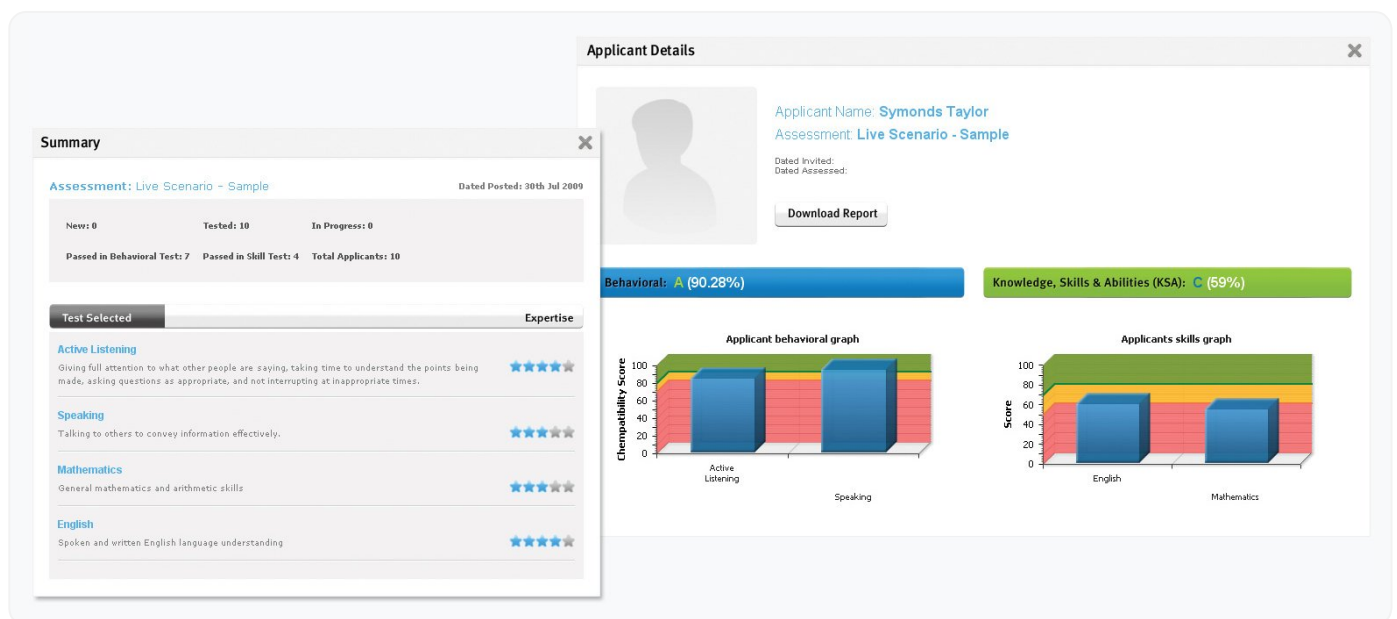 Applicant Details
Applicant Name: Symonds Taylor
Assessment: Live Scenario - Sample
Dated Invited:
Dated Assessed:
Download Report
Summary
Assessment: Live Scenario - Sample
Dated Posted: 30th Jul 2009
New: 0 Tested: 10 In Progress: 0
Passed in Behavioral Test: 7 Passed in Skill Test: 4 Total Applicants: 10
Test Selected Expertise
Active Listening
Giving full attention to what other people are saying, taking time to understand the points being
made, asking questions as appropriate, and not interrupting at inappropriate times.
Speaking
Talking to others to convey information effectively.
Mathematics
General mathematics and arithmetic skills
English
Spoken and written English language understanding
Behavioral: A (90.28%)
Knowledge, Skills & Abilities (KSA): C (59%)
Applicant behavioral graph
Chempatibility Score
100
80
60
40
20
0
Active
Listening
Speaking
Applicants skills graph
Score
100
80
60
40
20
0
English
Mathematics